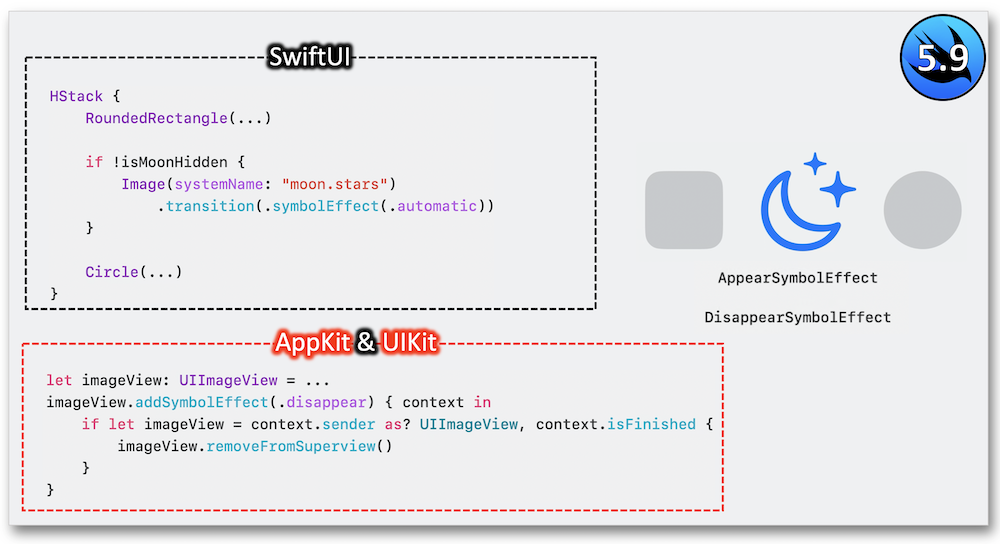 5.9
SwiftUI
HStack {
    RoundedRectangle(...)

    if !isMoonHidden {
        Image(systemName: "moon.stars")
            .transition(.symbolEffect(.automatic))
    }

    Circle(...)
}
AppearSymbolEffect
DisappearSymbolEffect
AppKit & UIKit
let imageView: UIImageView = ...
imageView.addSymbolEffect(.disappear) { context in
    if let imageView = context.sender as? UIImageView, context.isFinished {
        imageView.removeFromSuperview()
    }
}